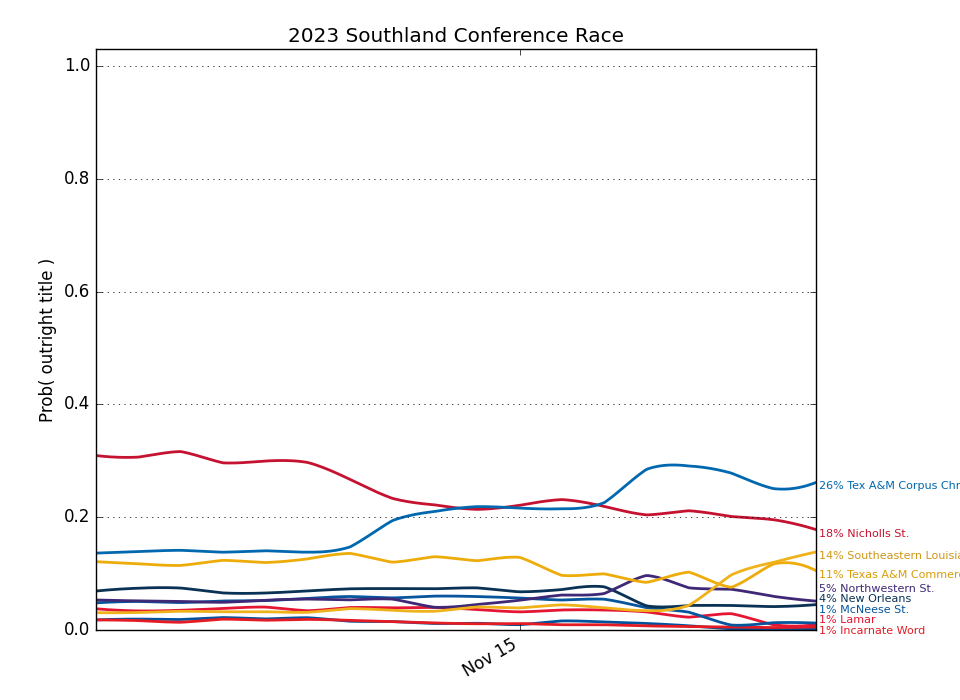 2023 Southland Conference Race
Prob( outright title )
1.0
0.8
0.6
0.4
0.2
0.0
Nov 15
26% Tex A&M Corpus Chr
18% Nicholls St.
14% Southeastern Louisia
11% Texas A&M Commerc
5% Northwestern St.
4% New Orleans
1% McNeese St.
1% Lamar
1% Incarnate Word